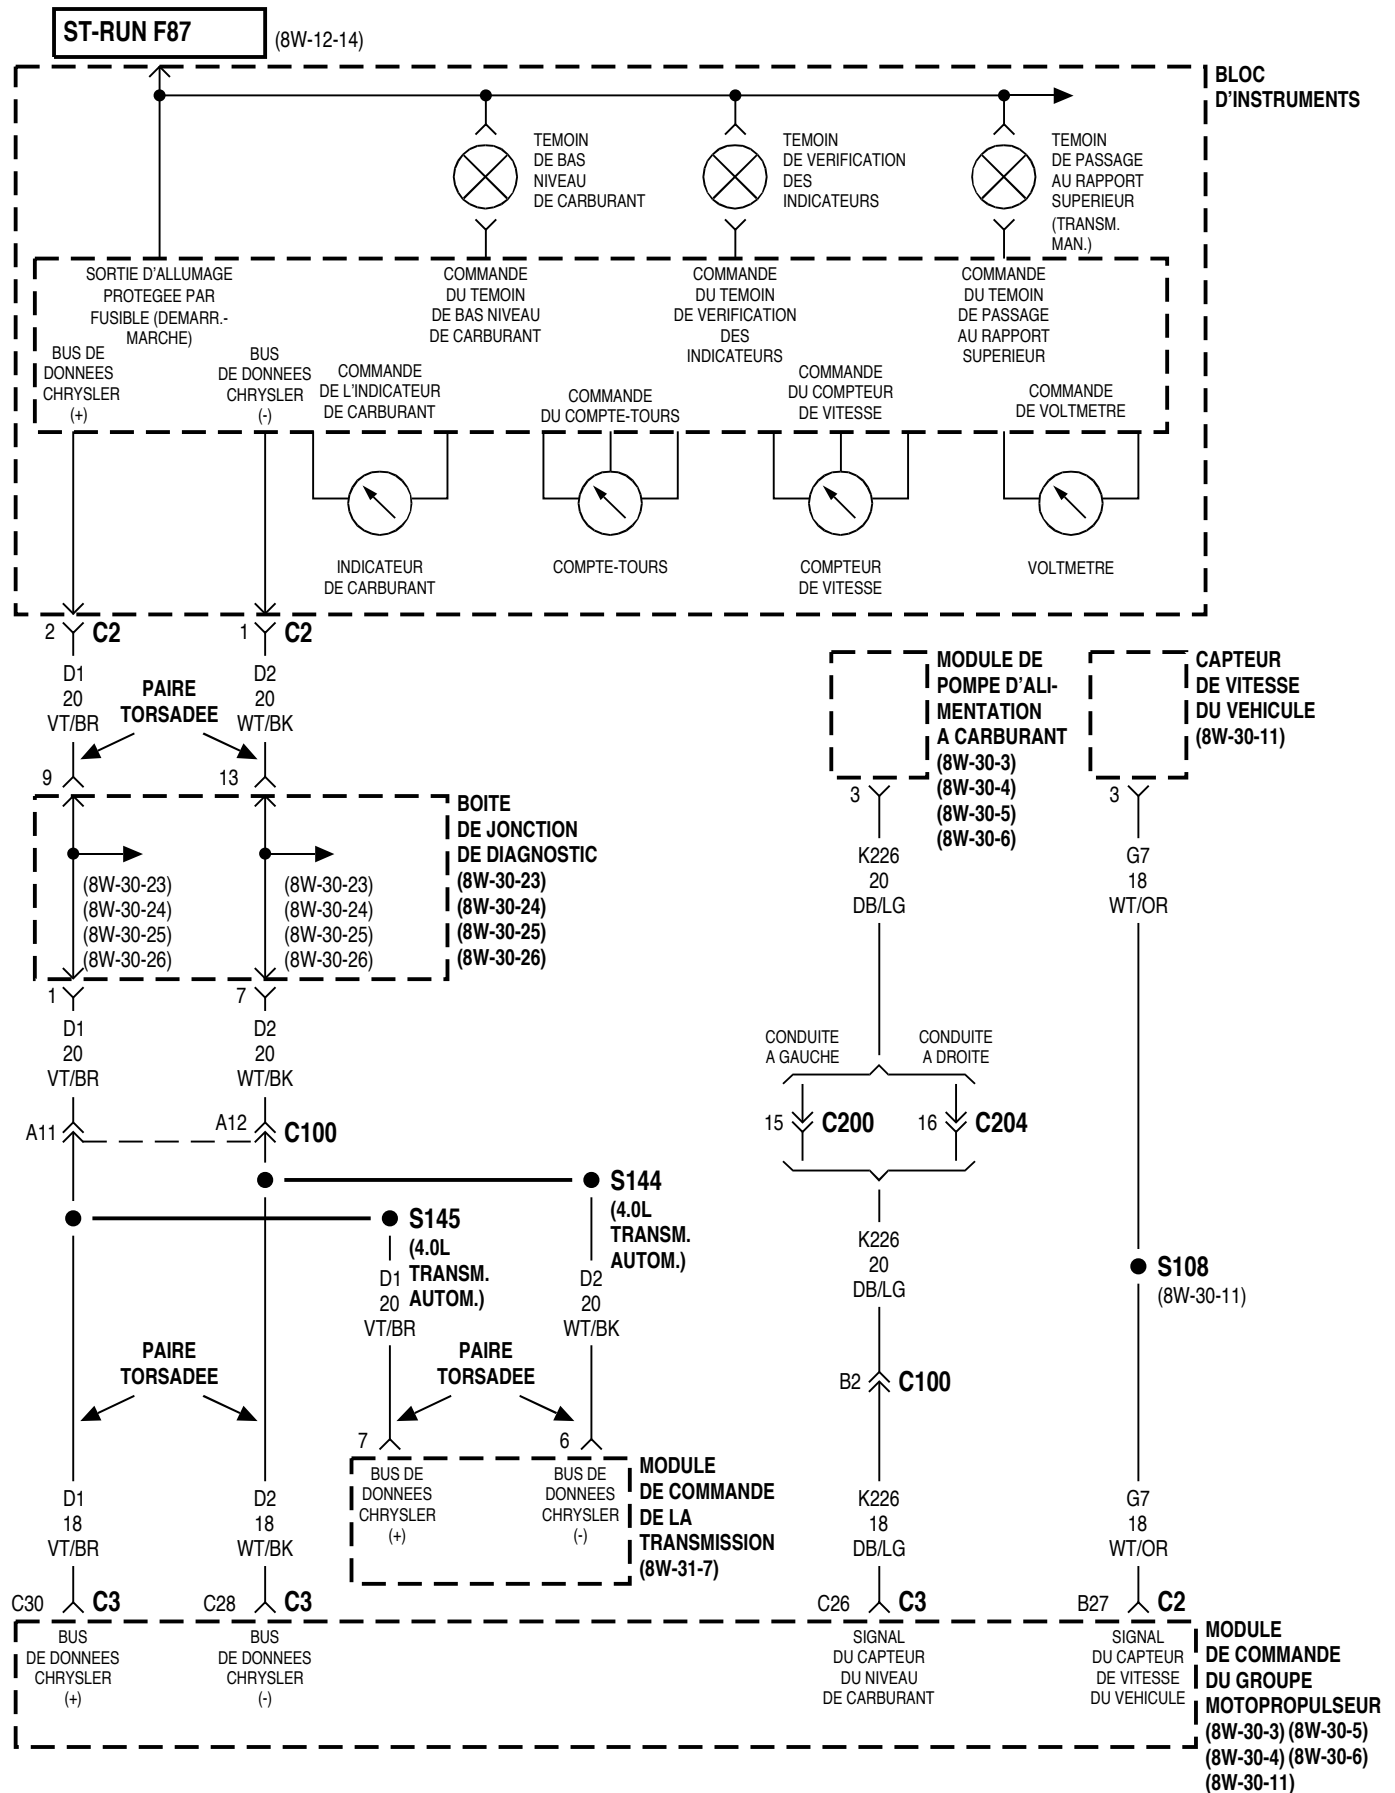 ST-RUN F87
(8W-12-14)
BLOC
D'INSTRUMENTS
TEMOIN
DE BAS
NIVEAU
DE CARBURANT
TEMOIN
DE VERIFICATION
DES
INDICATEURS
TEMOIN
DE PASSAGE
AU RAPPORT
SUPERIEUR
(TRANSM.
MAN.)
SORTIE D'ALLUMAGE
PROTEGEE PAR
FUSIBLE (DEMARR.-
MARCHE)
COMMANDE
DU TEMOIN
DE BAS NIVEAU
DE CARBURANT
COMMANDE
DU TEMOIN
DE VERIFICATION
DES
INDICATEURS
COMMANDE
DU TEMOIN
DE PASSAGE
AU RAPPORT
SUPERIEUR
BUS DE
DONNEES
CHRYSLER
(+)
BUS
DE DONNEES
CHRYSLER
(-)
COMMANDE
DE L'INDICATEUR
DE CARBURANT
COMMANDE
DU COMPTE-TOURS
COMMANDE
DU COMPTEUR
DE VITESSE
COMMANDE
DE VOLTMETRE
INDICATEUR
DE CARBURANT
COMPTE-TOURS
COMPTEUR
DE VITESSE
VOLTMETRE
2 C2
1 C2
D1
20
VT/BR
PAIRE
TORSADEE
D2
20
WT/BK
9
13
MODULE DE
POMPE D'ALI-
MENTATION
A CARBURANT
(8W-30-3)
(8W-30-4)
(8W-30-5)
(8W-30-6)
CAPTEUR
DE VITESSE
DU VEHICULE
(8W-30-11)
3
3
BOITE
DE JONCTION
DE DIAGNOSTIC
(8W-30-23)
(8W-30-24)
(8W-30-25)
(8W-30-26)
(8W-30-23)
(8W-30-24)
(8W-30-25)
(8W-30-26)
(8W-30-23)
(8W-30-24)
(8W-30-25)
(8W-30-26)
K226
20
DB/LG
G7
18
WT/OR
1
7
D1
20
VT/BR
D2
20
WT/BK
CONDUITE
A GAUCHE
CONDUITE
A DROITE
15 C200
16 C204
A11
A12 C100
S144
(4.0L
TRANSM.
AUTOM.)
S145
(4.0L
TRANSM.
AUTOM.)
D1
20
VT/BR
D2
20
WT/BK
K226
20
DB/LG
S108
(8W-30-11)
PAIRE
TORSADEE
PAIRE
TORSADEE
B2 C100
7
6
BUS DE
DONNEES
CHRYSLER
(+)
BUS DE
DONNEES
CHRYSLER
(-)
MODULE
DE COMMANDE
DE LA
TRANSMISSION
(8W-31-7)
D1
18
VT/BR
D2
18
WT/BK
K226
18
DB/LG
G7
18
WT/OR
C30 C3
C28 C3
C26 C3
B27 C2
BUS
DE DONNEES
CHRYSLER
(+)
BUS
DE DONNEES
CHRYSLER
(-)
SIGNAL
DU CAPTEUR
DU NIVEAU
DE CARBURANT
SIGNAL
DU CAPTEUR
DE VITESSE
DU VEHICULE
MODULE
DE COMMANDE
DU GROUPE
MOTOPROPULSEUR
(8W-30-3) (8W-30-5)
(8W-30-4) (8W-30-6)
(8W-30-11)